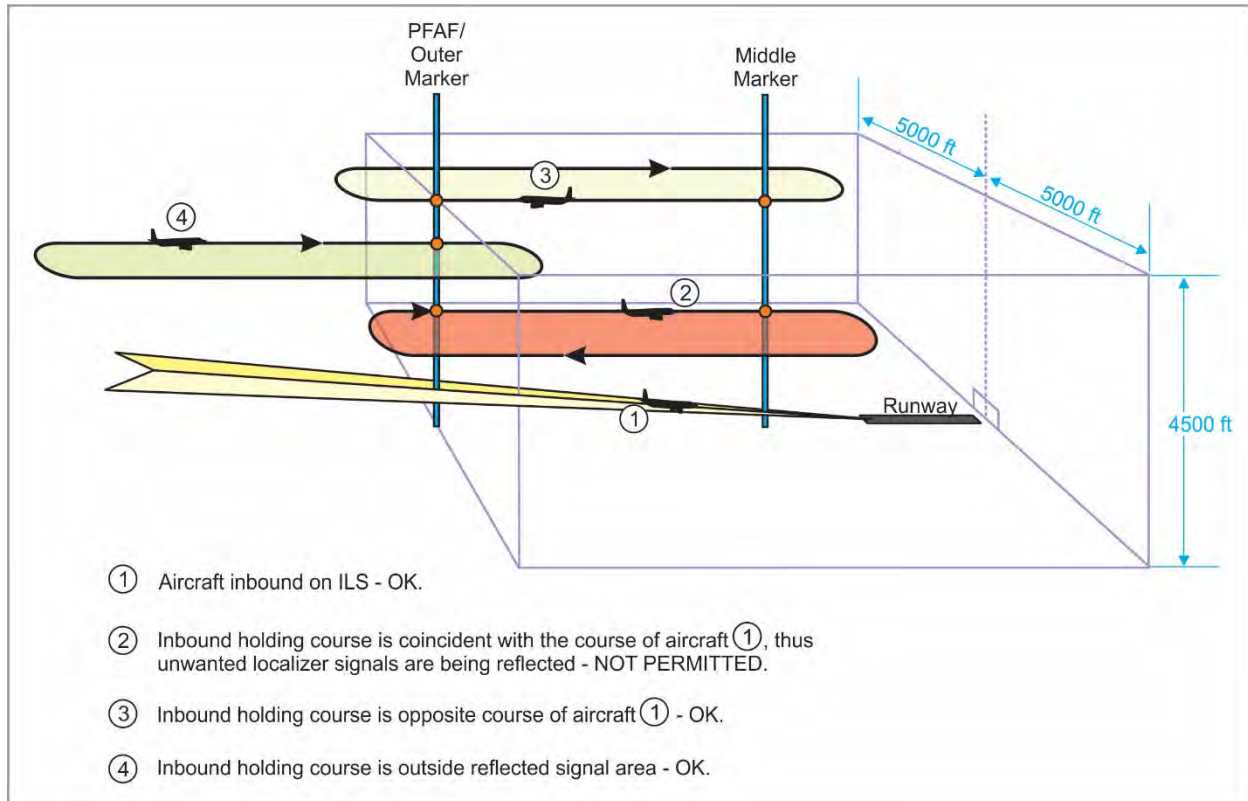 PFAF/
Outer
Marker
Middle
Marker
5000 ft
5000 ft
3
4
2
1
Runway
4500 ft
1 Aircraft inbound on ILS - OK.
2 Inbound holding course is coincident with the course of aircraft 1, thus
unwanted localizer signals are being reflected - NOT PERMITTED.
3 Inbound holding course is opposite course of aircraft 1 - OK.
4 Inbound holding course is outside reflected signal area - OK.